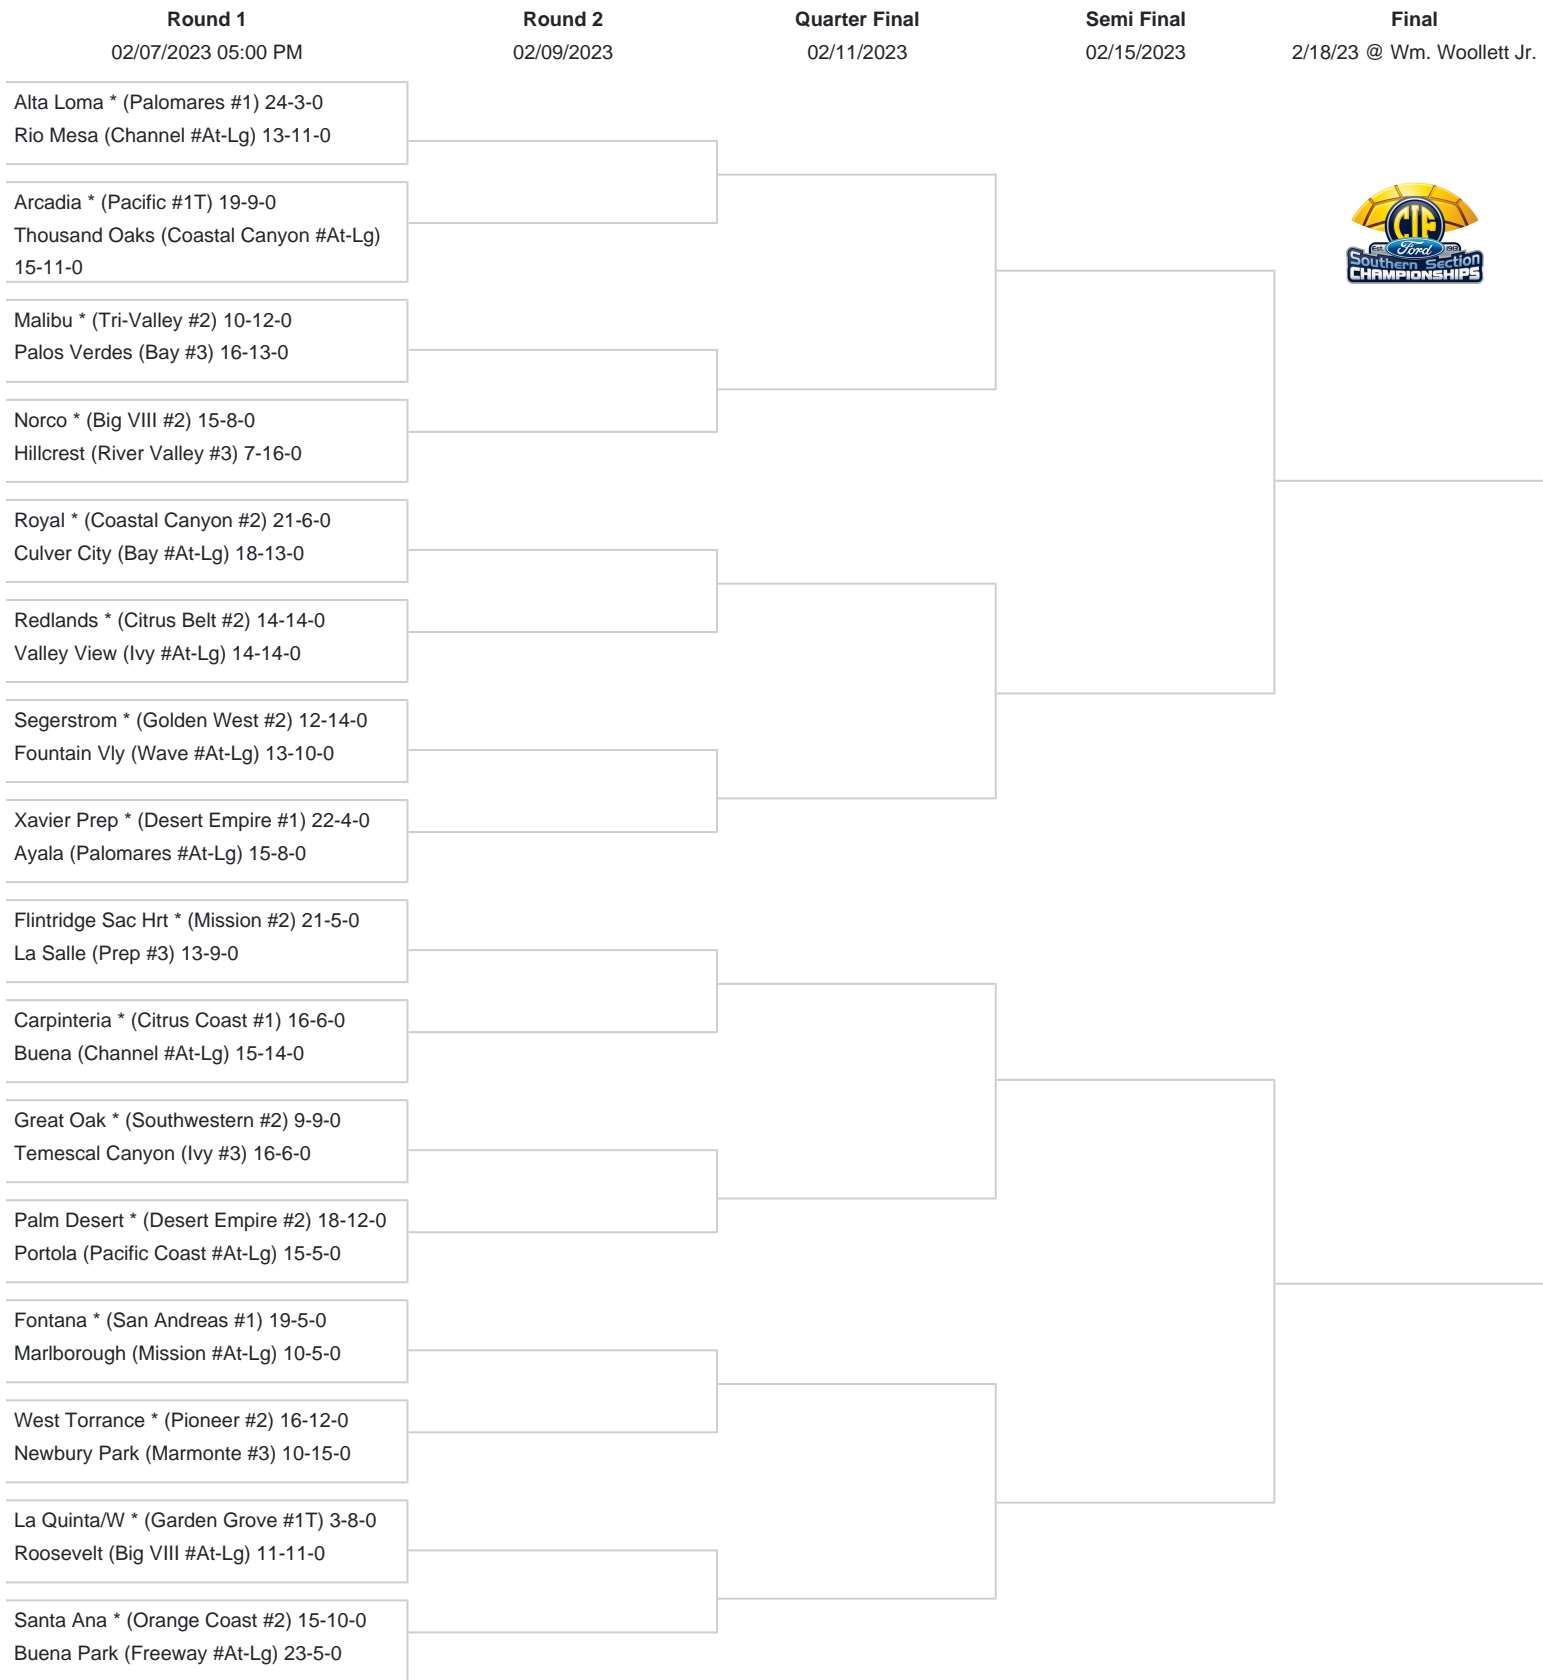 Round 1
Round 2
Quarter Final
Semi Final
Final
02/07/2023 05:00 PM
02/09/2023
02/11/2023
02/15/2023
2/18/23 @ Wm. Woollett Jr.
Alta Loma * (Palomares #1) 24-3-0
Rio Mesa (Channel #At-Lg) 13-11-0
Arcadia * (Pacific #1T) 19-9-0
Thousand Oaks (Coastal Canyon #At-Lg)
15-11-0
CIF
Est.
Ford
Southern Section
CHAMPIONSHIPS
Malibu * (Tri-Valley #2) 10-12-0
Palos Verdes (Bay #3) 16-13-0
Norco * (Big VIII #2) 15-8-0
Hillcrest (River Valley #3) 7-16-0
Royal * (Coastal Canyon #2) 21-6-0
Culver City (Bay #At-Lg) 18-13-0
Redlands * (Citrus Belt #2) 14-14-0
Valley View (Ivy #At-Lg) 14-14-0
Segerstrom * (Golden West #2) 12-14-0
Fountain Vly (Wave #At-Lg) 13-10-0
Xavier Prep * (Desert Empire #1) 22-4-0
Ayala (Palomares #At-Lg) 15-8-0
Flintridge Sac Hrt * (Mission #2) 21-5-0
La Salle (Prep #3) 13-9-0
Carpinteria * (Citrus Coast #1) 16-6-0
Buena (Channel #At-Lg) 15-14-0
Great Oak * (Southwestern #2) 9-9-0
Temescal Canyon (Ivy #3) 16-6-0
Palm Desert * (Desert Empire #2) 18-12-0
Portola (Pacific Coast #At-Lg) 15-5-0
Fontana * (San Andreas #1) 19-5-0
Marlborough (Mission #At-Lg) 10-5-0
West Torrance * (Pioneer #2) 16-12-0
Newbury Park (Marmonte #3) 10-15-0
La Quinta/W * (Garden Grove #1T) 3-8-0
Roosevelt (Big VIII #At-Lg) 11-11-0
Santa Ana * (Orange Coast #2) 15-10-0
Buena Park (Freeway #At-Lg) 23-5-0